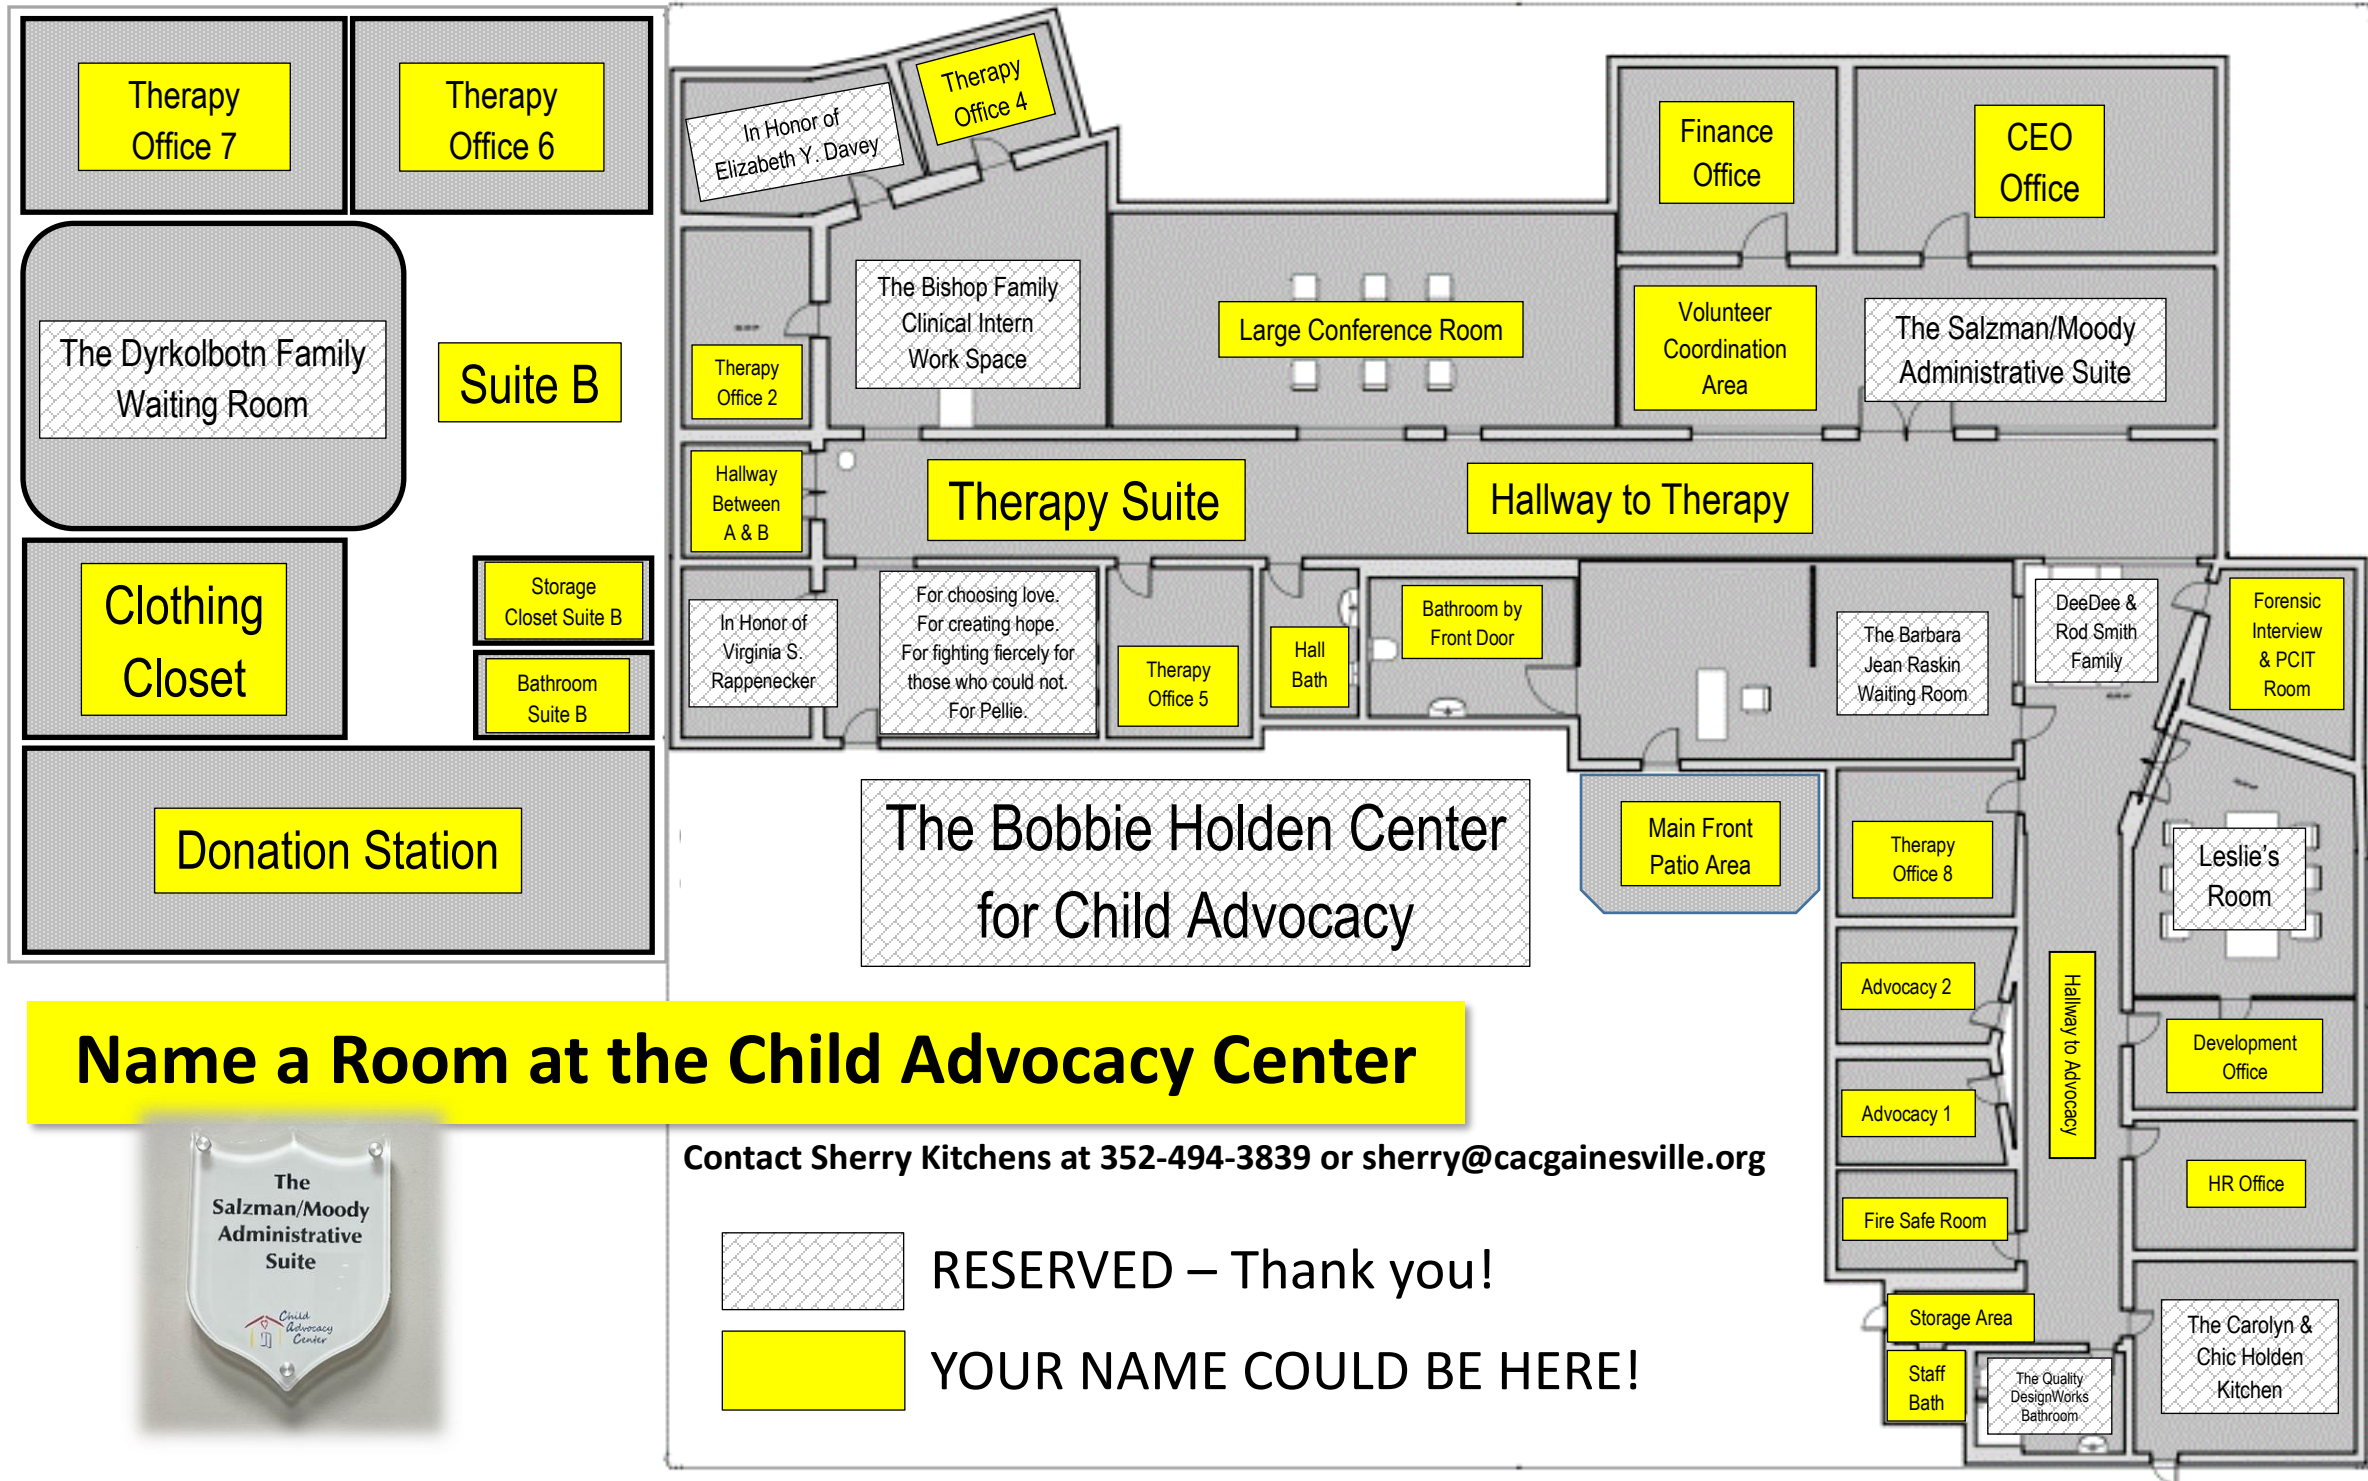 Therapy
Office 7
Therapy
Office 6
The Dyrkolbotn Family
Waiting Room
Suite B
Clothing
Closet
Storage
Closet Suite B
Bathroom
Suite B
Donation Station
In Honor of
Elizabeth Y. Davey
Therapy
Office 4
Therapy
Office 2
The Bishop Family
Clinical Intern
Work Space
Large Conference Room
Finance
Office
CEO
Office
Volunteer
Coordination
Area
The Salzman/Moody
Administrative Suite
Hallway
Between
A & B
Therapy Suite
Hallway to Therapy
In Honor of
Virginia S.
Rappenecker
For choosing love.
For creating hope.
For fighting fiercely for
those who could not.
For Pellie.
Therapy
Office 5
Hall
Bath
Bathroom by
Front Door
The Barbara
Jean Raskin
Waiting Room
DeeDee &
Rod Smith
Family
Forensic
Interview
& PCIT
Room
The Bobbie Holden Center
for Child Advocacy
Main Front
Patio Area
Therapy
Office 8
Leslie's
Room
Advocacy 2
Hallway to Advocacy
Development
Office
Advocacy 1
HR Office
Fire Safe Room
Storage Area
Staff
Bath
The Quality
DesignWorks
Bathroom
The Carolyn &
Chic Holden
Kitchen
Name a Room at the Child Advocacy Center
Contact Sherry Kitchens at 352-494-3839 or sherry@cacgainesville.org
The
Salzman/Moody
Administrative
Suite
Child
Advocacy
Center
RESERVED – Thank you!
YOUR NAME COULD BE HERE!